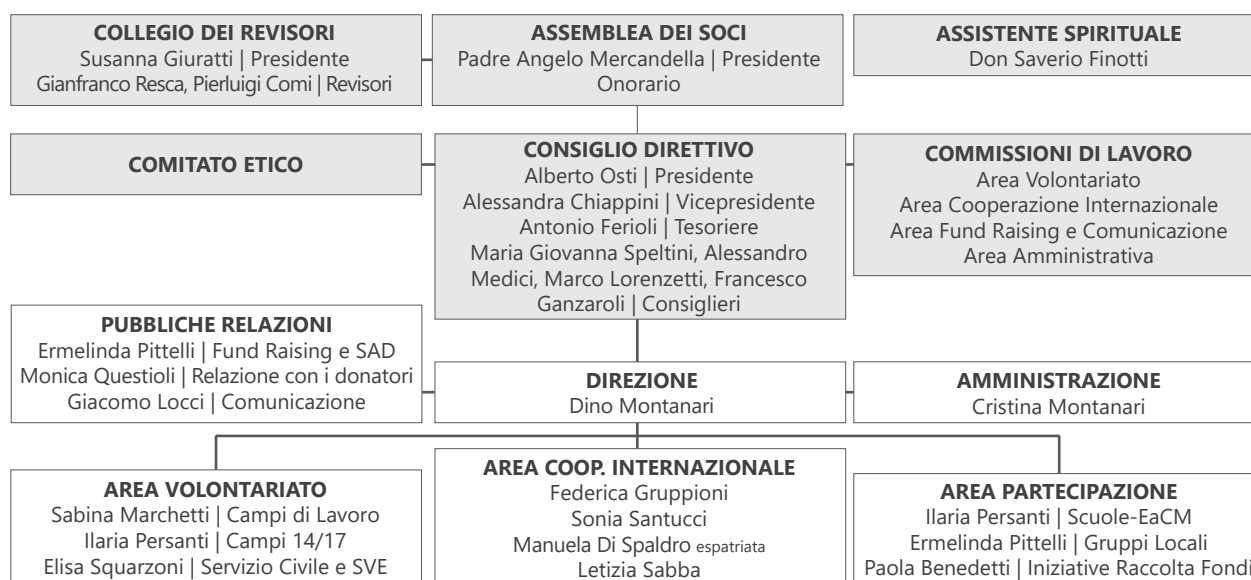 COLLEGIO DEI REVISORI
Susanna Giuratti | Presidente
Gianfranco Resca, Pierluigi Comi | Revisori
ASSEMBLEA DEI SOCI
Padre Angelo Mercandella | Presidente
Onorario
ASSISTENTE SPIRITUALE
Don Saverio Finotti
COMITATO ETICO
CONSIGLIO DIRETTIVO
Alberto Osti | Presidente
Alessandra Chiappini | Vicepresidente
Antonio Ferioli | Tesoriere
Maria Giovanna Speltini, Alessandro
Medici, Marco Lorenzetti, Francesco
Ganzaroli | Consiglieri
COMMISSIONI DI LAVORO
Area Volontariato
Area Cooperazione Internazionale
Area Fund Raising e Comunicazione
Area Amministrativa
PUBBLICHE RELAZIONI
Ermelinda Pittelli | Fund Raising e SAD
Monica Questioli | Relazione con i donatori
Giacomo Locci | Comunicazione
DIREZIONE
Dino Montanari
AMMINISTRAZIONE
Cristina Montanari
AREA VOLONTARIATO
Sabina Marchetti | Campi di Lavoro
Ilaria Persanti | Campi 14/17
Elisa Squarzoni | Servizio Civile e SVE
AREA COOP. INTERNAZIONALE
Federica Gruppioni
Sonia Santucci
Manuela Di Spaldro espatriata
Letizia Sabba
AREA PARTECIPAZIONE
Ilaria Persanti | Scuole-EaCM
Ermelinda Pittelli | Gruppi Locali
Paola Benedetti | Iniziative Raccolta Fondi